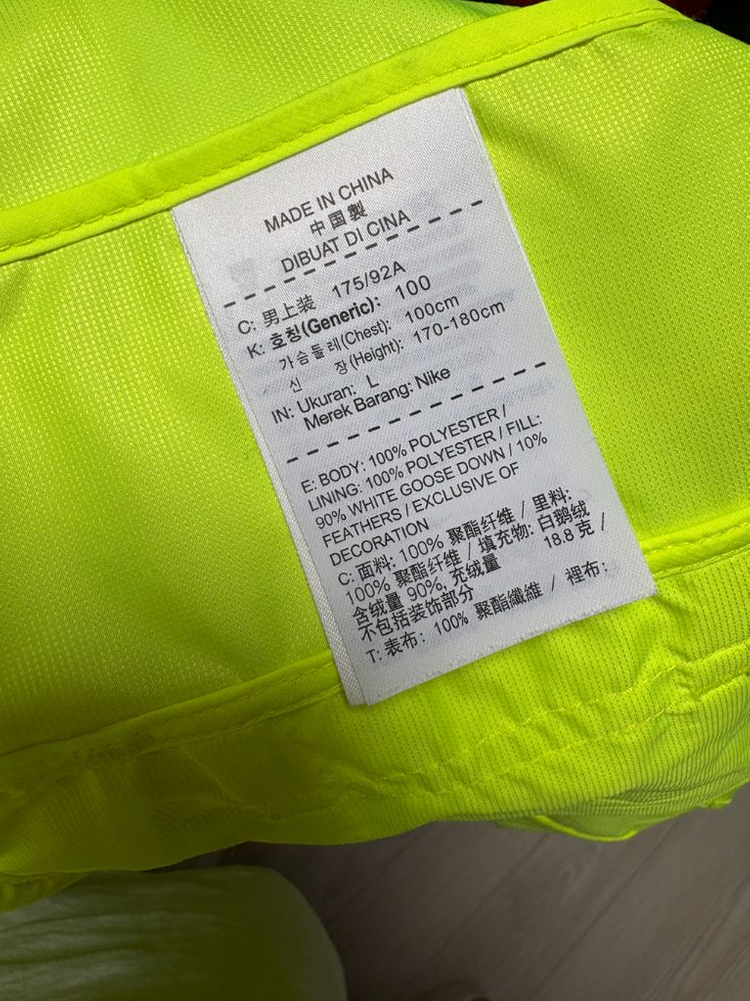 MADE IN CHINA
中国製
DIBUAT DI CINA
C: 男上装 175/92A
K: 호칭(Generic): 100
가슴둘레(Chest): 100cm
신 장(Height): 170-180cm
IN: Ukuran: L
Merek Barang: Nike
E: BODY: 100% POLYESTER /
LINING: 100% POLYESTER / FILL:
90% WHITE GOOSE DOWN / 10%
FEATHERS / EXCLUSIVE OF
DECORATION
C: 面料: 100% 聚酯纤维 / 里料:
100% 聚酯纤维 / 填充物: 白鹅绒
含绒量 90%, 充绒量 18.8 克 /
不包括装饰部分
T: 表布: 100% 聚酯纖維 / 裡布: